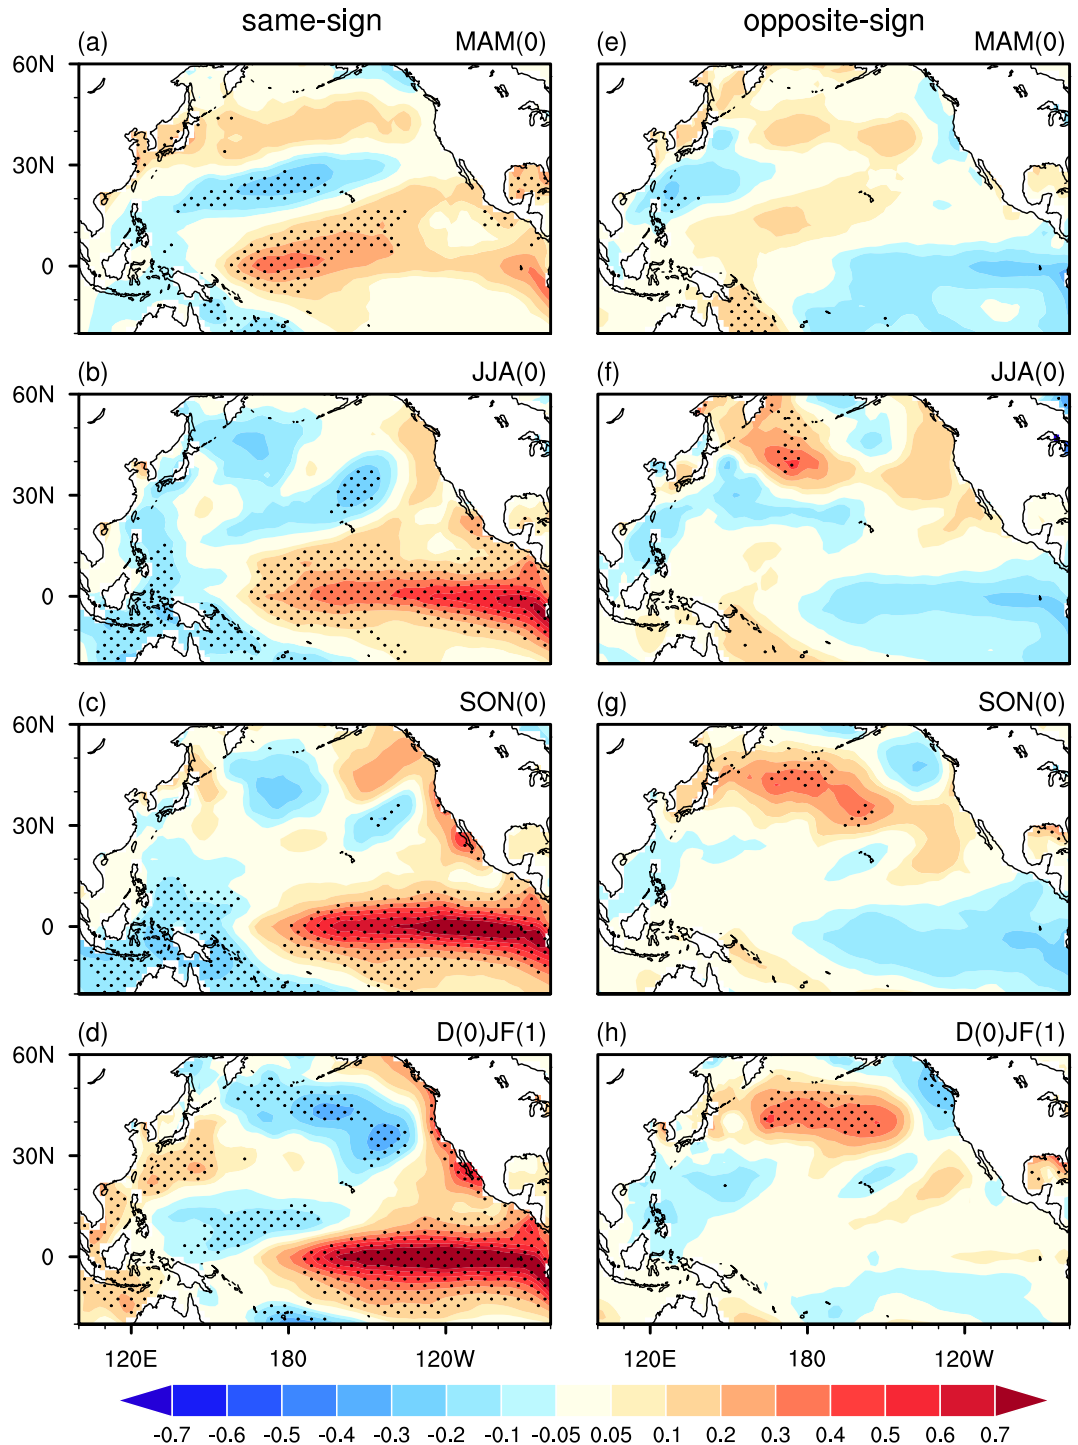 same-sign opposite-sign
(a) MAM(0) (e) MAM(0)
60N
30N
0
(b) JJA(0) (f) JJA(0)
60N
30N
0
(c) SON(0) (g) SON(0)
60N
30N
0
(d) D(0)JF(1) (h) D(0)JF(1)
60N
30N
0
120E 180 120W 120E 180 120W
-0.7 -0.6 -0.5 -0.4 -0.3 -0.2 -0.1 -0.05 0.05 0.1 0.2 0.3 0.4 0.5 0.6 0.7